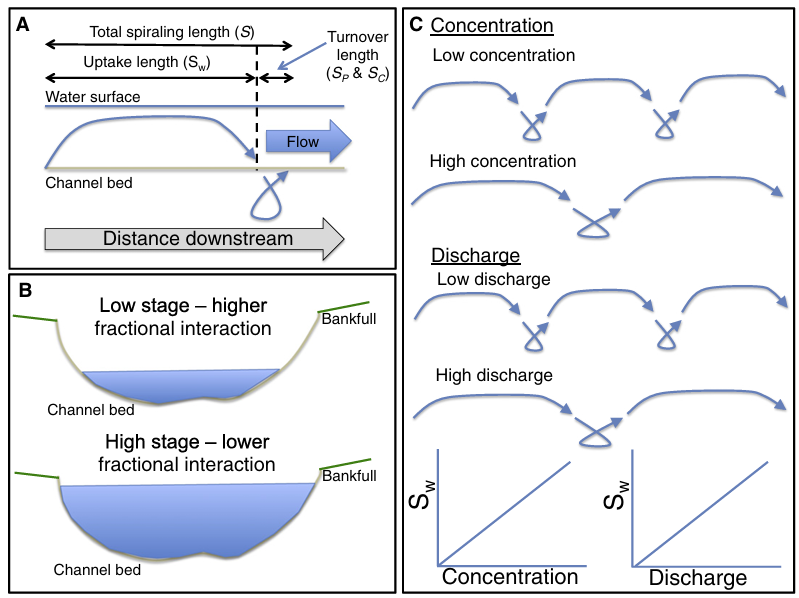 A
Total spiraling length (S)
Uptake length (Sw)
Turnover
length
(SP & SC)
Water surface
Flow
Channel bed
Distance downstream
B
Low stage – higher
fractional interaction
Bankfull
Channel bed
High stage – lower
fractional interaction
Bankfull
Channel bed
C Concentration
Low concentration
High concentration
Discharge
Low discharge
High discharge
Sw
Concentration
Sw
Discharge